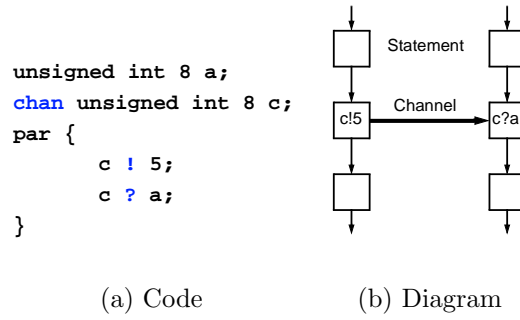 unsigned int 8 a;
chan unsigned int 8 c;
par {
c ! 5;
c ? a;
}
(a) Code
Statement
Channel
c!5
c?a
(b) Diagram